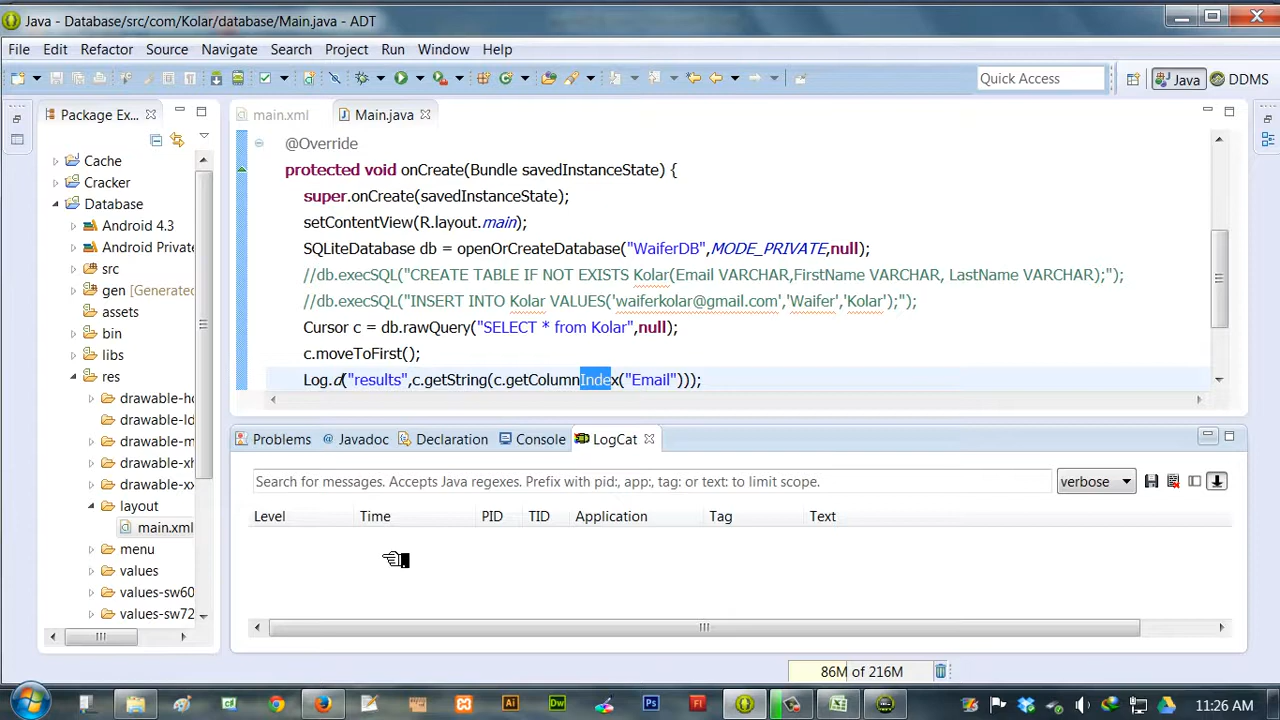 Java - Database/src/com/Kolar/database/Main.java - ADT
File Edit Refactor Source Navigate Search Project Run Window Help
Quick Access
Java
DDMS
Package Ex...
main.xml
Main.java
Cache
Cracker
Database
Android 4.3
Android Private
src
gen [Generated
assets
bin
libs
res
drawable-hd
drawable-ld
drawable-m
drawable-xh
drawable-xx
layout
main.xml
menu
values
values-sw60
values-sw72
@Override
protected void onCreate(Bundle savedInstanceState) {
super.onCreate(savedInstanceState);
setContentView(R.layout.main);
SQLiteDatabase db = openOrCreateDatabase("WaiferDB",MODE_PRIVATE,null);
//db.execSQL("CREATE TABLE IF NOT EXISTS Kolar(Email VARCHAR,FirstName VARCHAR, LastName VARCHAR);");
//db.execSQL("INSERT INTO Kolar VALUES('waiferkolar@gmail.com','Waifer','Kolar');");
Cursor c = db.rawQuery("SELECT * from Kolar",null);
c.moveToFirst();
Log.d("results",c.getString(c.getColumnIndex("Email")));
Problems @ Javadoc Declaration Console LogCat
Search for messages. Accepts Java regexes. Prefix with pid:, app:, tag: or text: to limit scope.
verbose
Level Time PID TID Application Tag Text
86M of 216M
Ai
Dw
Ps
Fl
11:26 AM